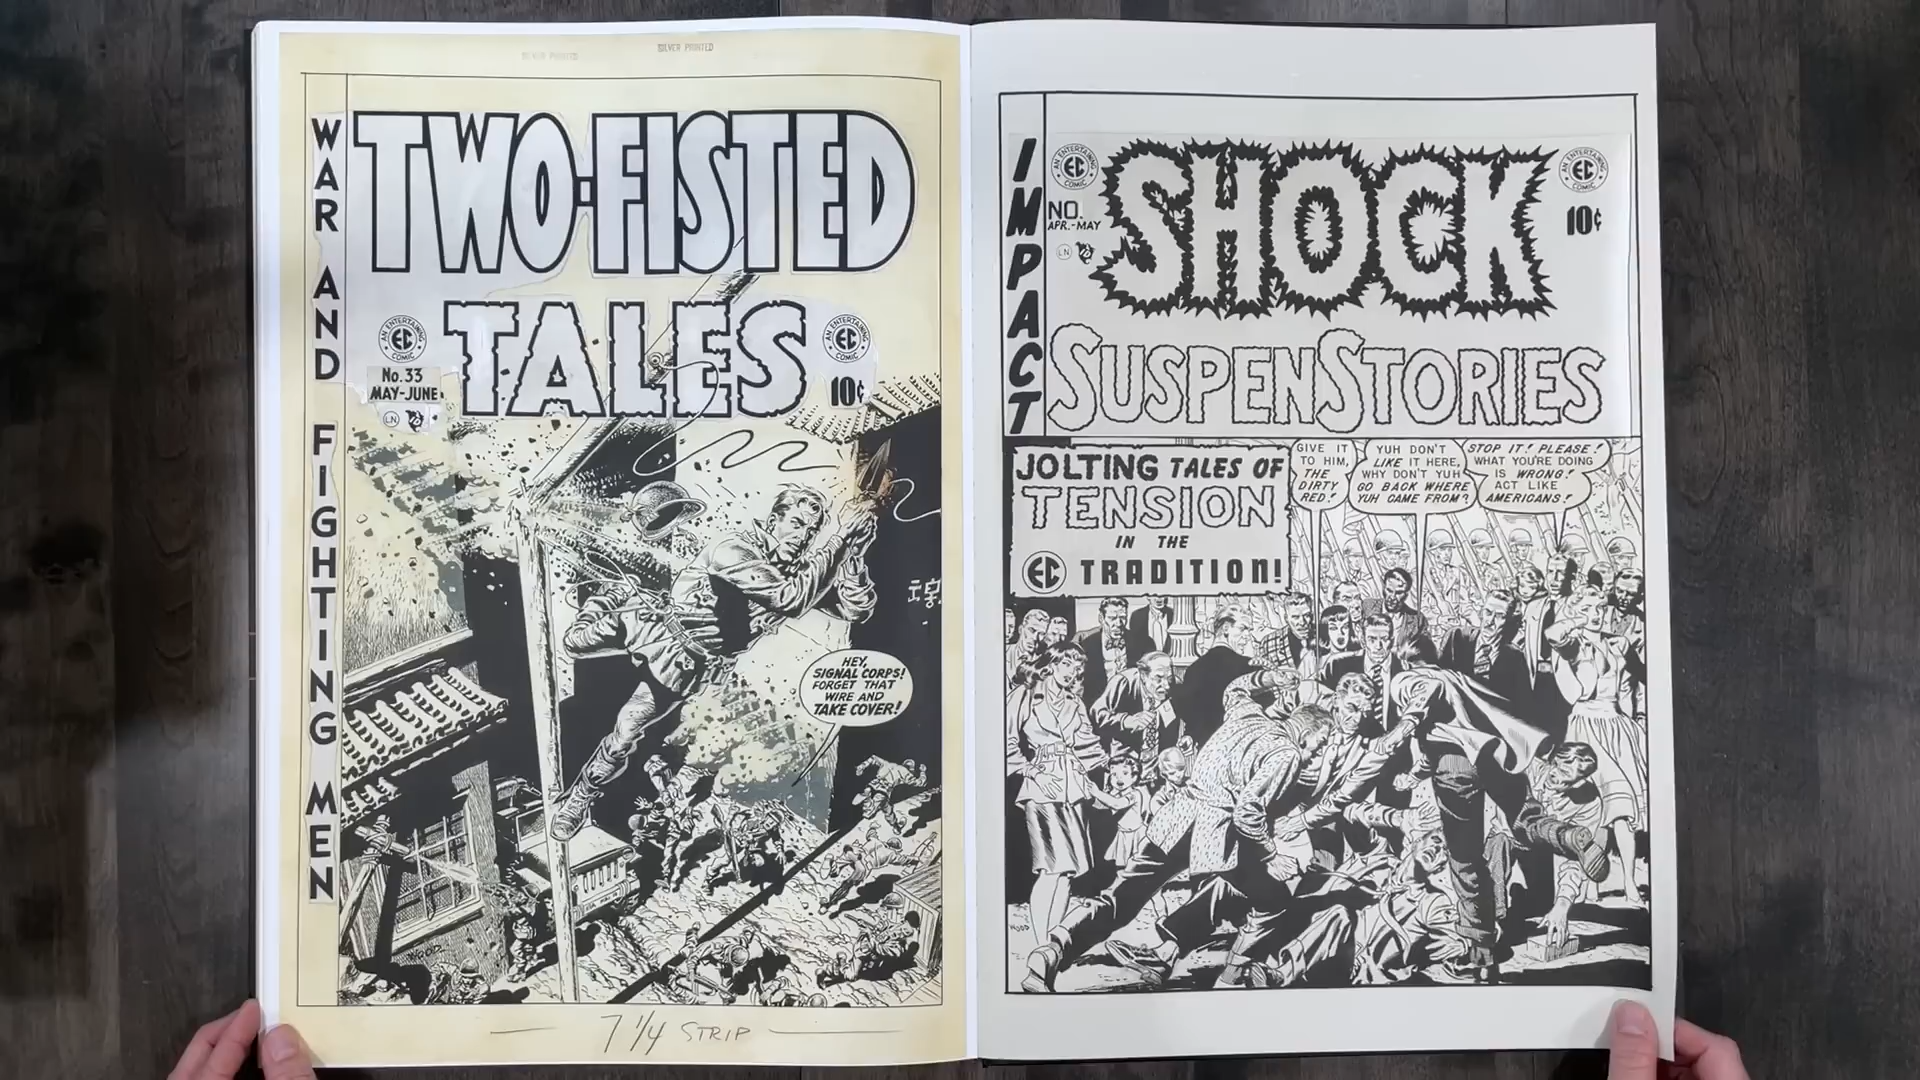 SILVER PRINTED
SILVER PRINTED
WAR AND FIGHTING MEN
TWO-FISTED
TALES
AN ENTERTAINING
EC
COMIC
No. 33
MAY-JUNE
LN
AN ENTERTAINING
EC
COMIC
10¢
HEY,
SIGNAL CORPS!
FORGET THAT
WIRE AND
TAKE COVER!
WOOD
7 1/4 STRIP
IMPACT
AN ENTERTAINING
EC
COMIC
NO.
APR.-MAY
LN
SHOCK
AN ENTERTAINING
EC
COMIC
10¢
SUSPENSTORIES
JOLTING TALES OF
TENSION
IN THE
EC TRADITION!
GIVE IT
TO HIM,
THE
DIRTY
RED!
YUH DON'T
LIKE IT HERE,
WHY DON'T YUH
GO BACK WHERE
YUH CAME FROM?
STOP IT! PLEASE!
WHAT YOU'RE DOING
IS WRONG!
ACT LIKE
AMERICANS!
WOOD